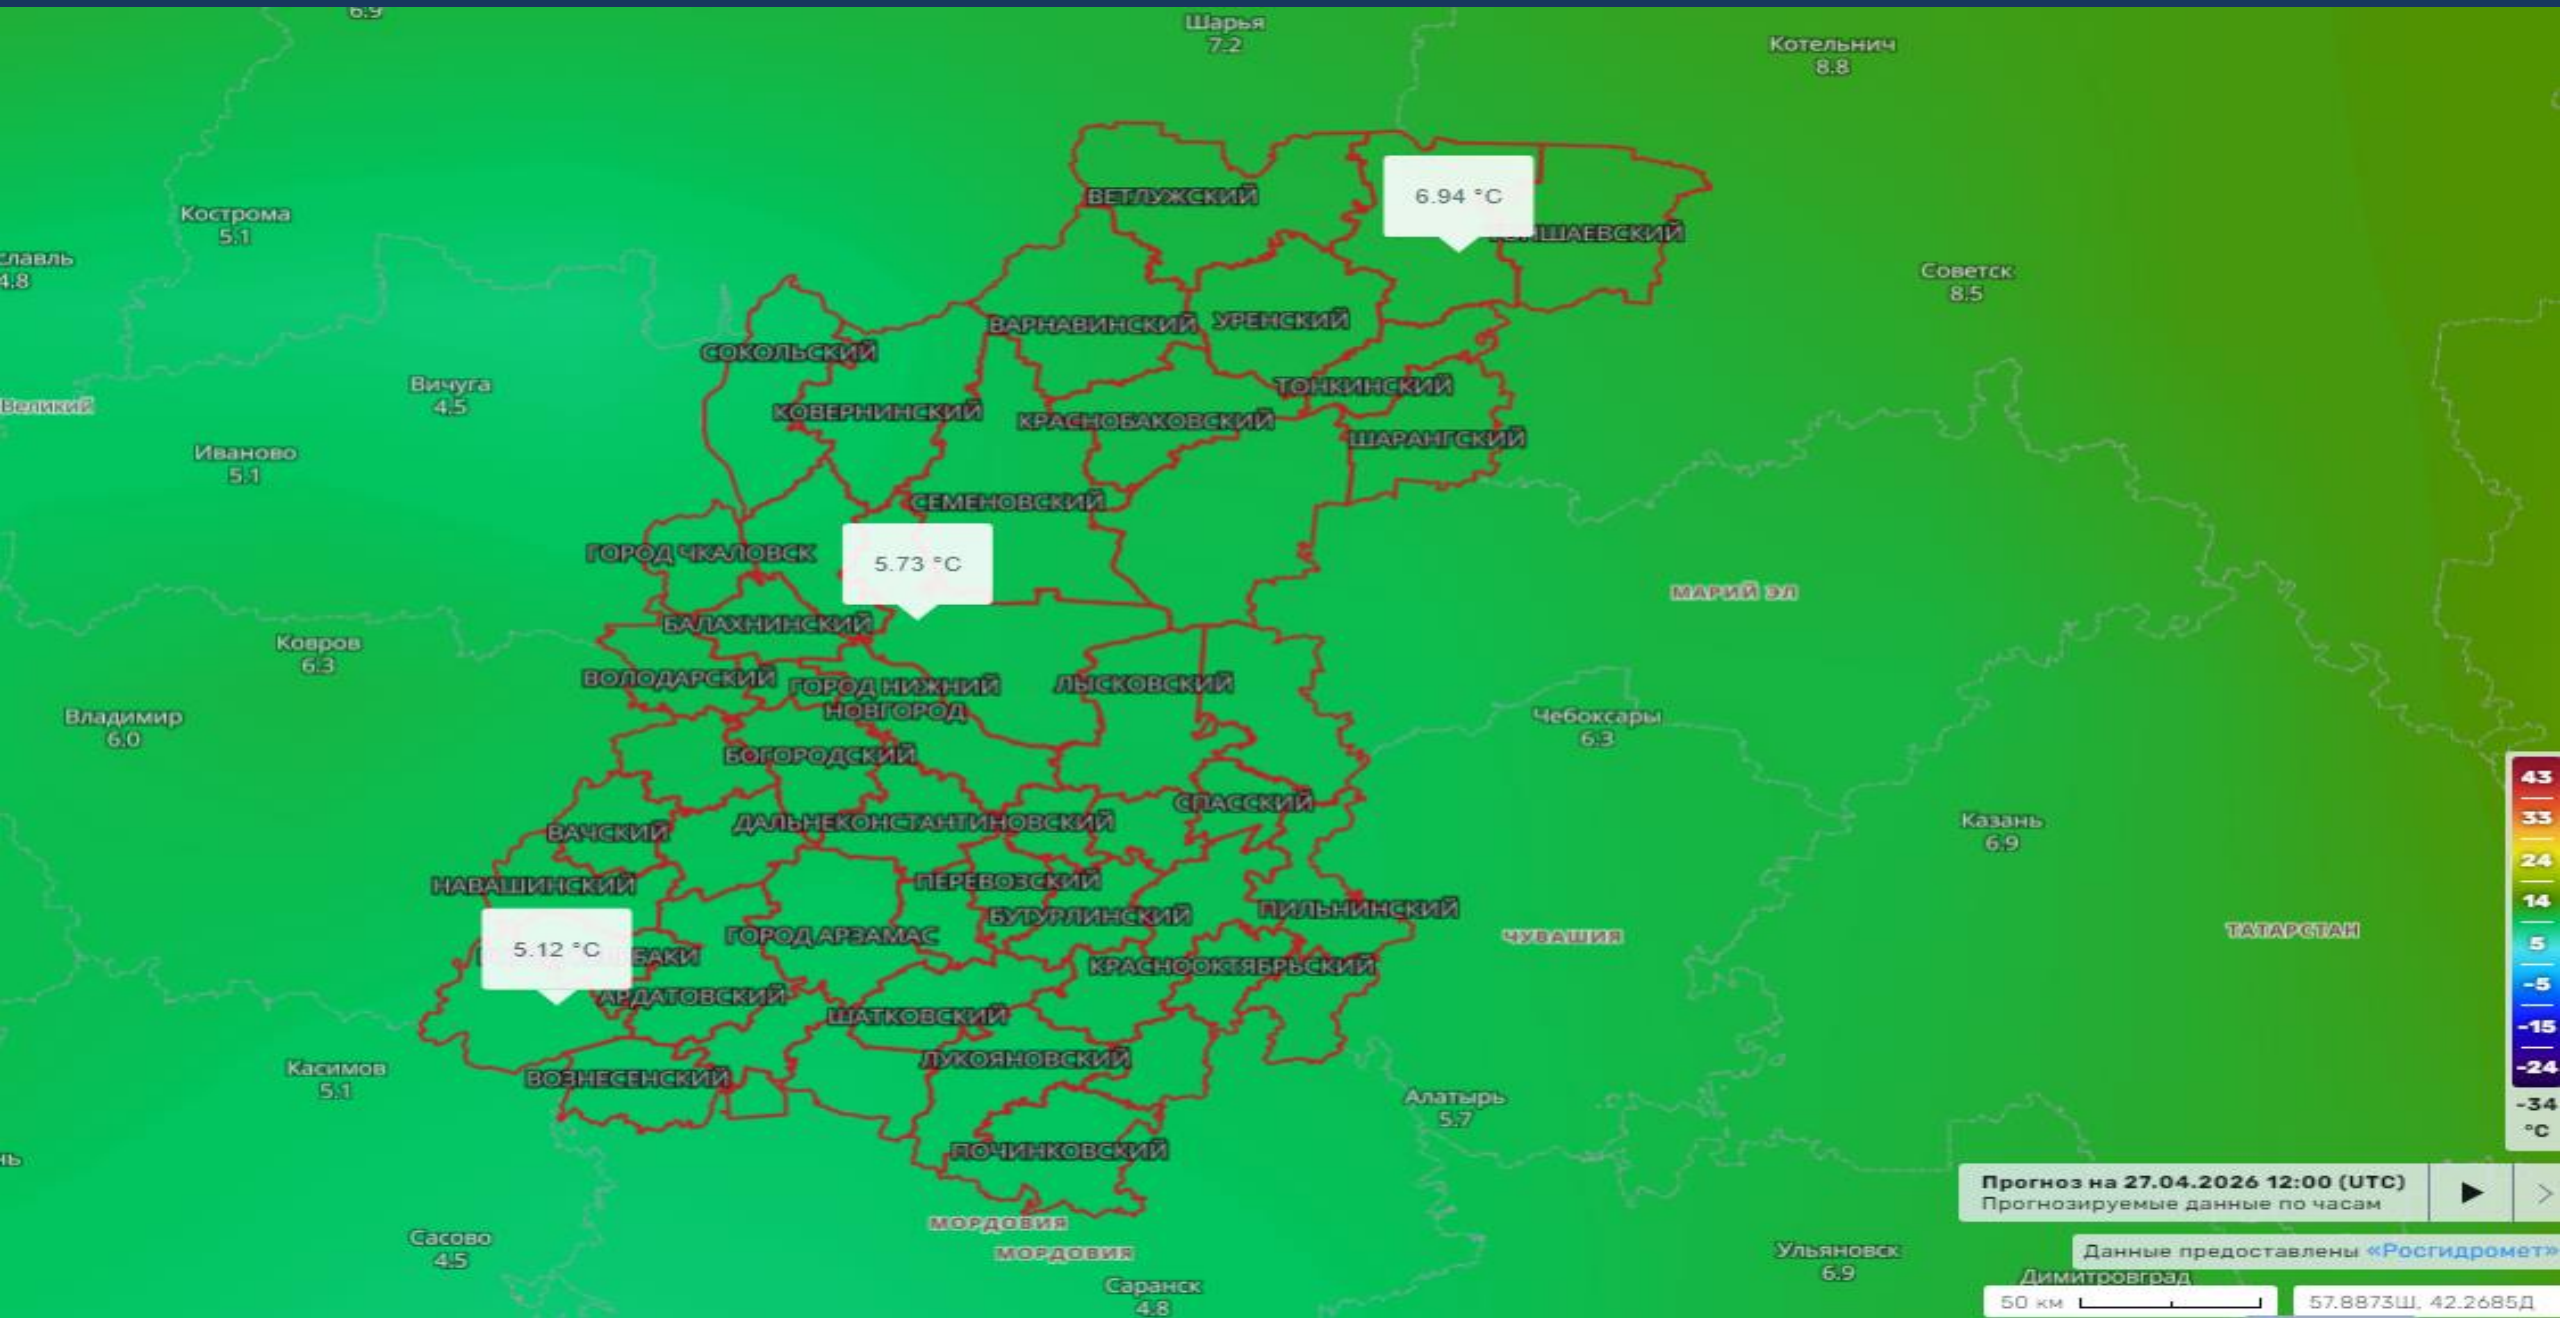 6.9
Шарья
7.2
Котельнич
8.8
ВЕТЛУЖСКИЙ
6.94 °C
ШАЕВСКИЙ
Кострома
5.1
славль
4.8
Советск
8.5
ВАРНАВИНСКИЙ
УРЕНСКИЙ
СОКОЛЬСКИЙ
Вичуга
4.5
Великий
КОВЕРНИНСКИЙ
КРАСНОБАКОВСКИЙ
ТОНКИНСКИЙ
ШАРАНГСКИЙ
Иваново
5.1
СЕМЕНОВСКИЙ
ГОРОД ЧКАЛОВСК
5.73 °C
МАРИЙ ЭЛ
БАЛАХНИНСКИЙ
Ковров
6.3
ВОЛОДАРСКИЙ
ГОРОД НИЖНИЙ
НОВГОРОД
ЛЫСКОВСКИЙ
Владимир
6.0
Чебоксары
6.3
БОГОРОДСКИЙ
СПАССКИЙ
ВАЧСКИЙ
ДАЛЬНЕКОНСТАНТИНОВСКИЙ
Казань
6.9
НАВАШИНСКИЙ
ПЕРЕВОЗСКИЙ
БУТУРЛИНСКИЙ
ПИЛЬНИНСКИЙ
5.12 °C
БАКИ
ГОРОД АРЗАМАС
ЧУВАШИЯ
ТАТАРСТАН
КРАСНООКТЯБРЬСКИЙ
АРДАТОВСКИЙ
ШАТКОВСКИЙ
Касимов
5.1
ВОЗНЕСЕНСКИЙ
ЛУКОЯНОВСКИЙ
Алатырь
5.7
нь
ПОЧИНКОВСКИЙ
МОРДОВИЯ
МОРДОВИЯ
Сасово
4.5
Саранск
4.8
Ульяновск
6.9
Димитровград
43
33
24
14
5
-5
-15
-24
-34
°C
Прогноз на 27.04.2026 12:00 (UTC)
Прогнозируемые данные по часам
Данные предоставлены «Росгидромет»
50 км
57.8873Ш, 42.2685Д